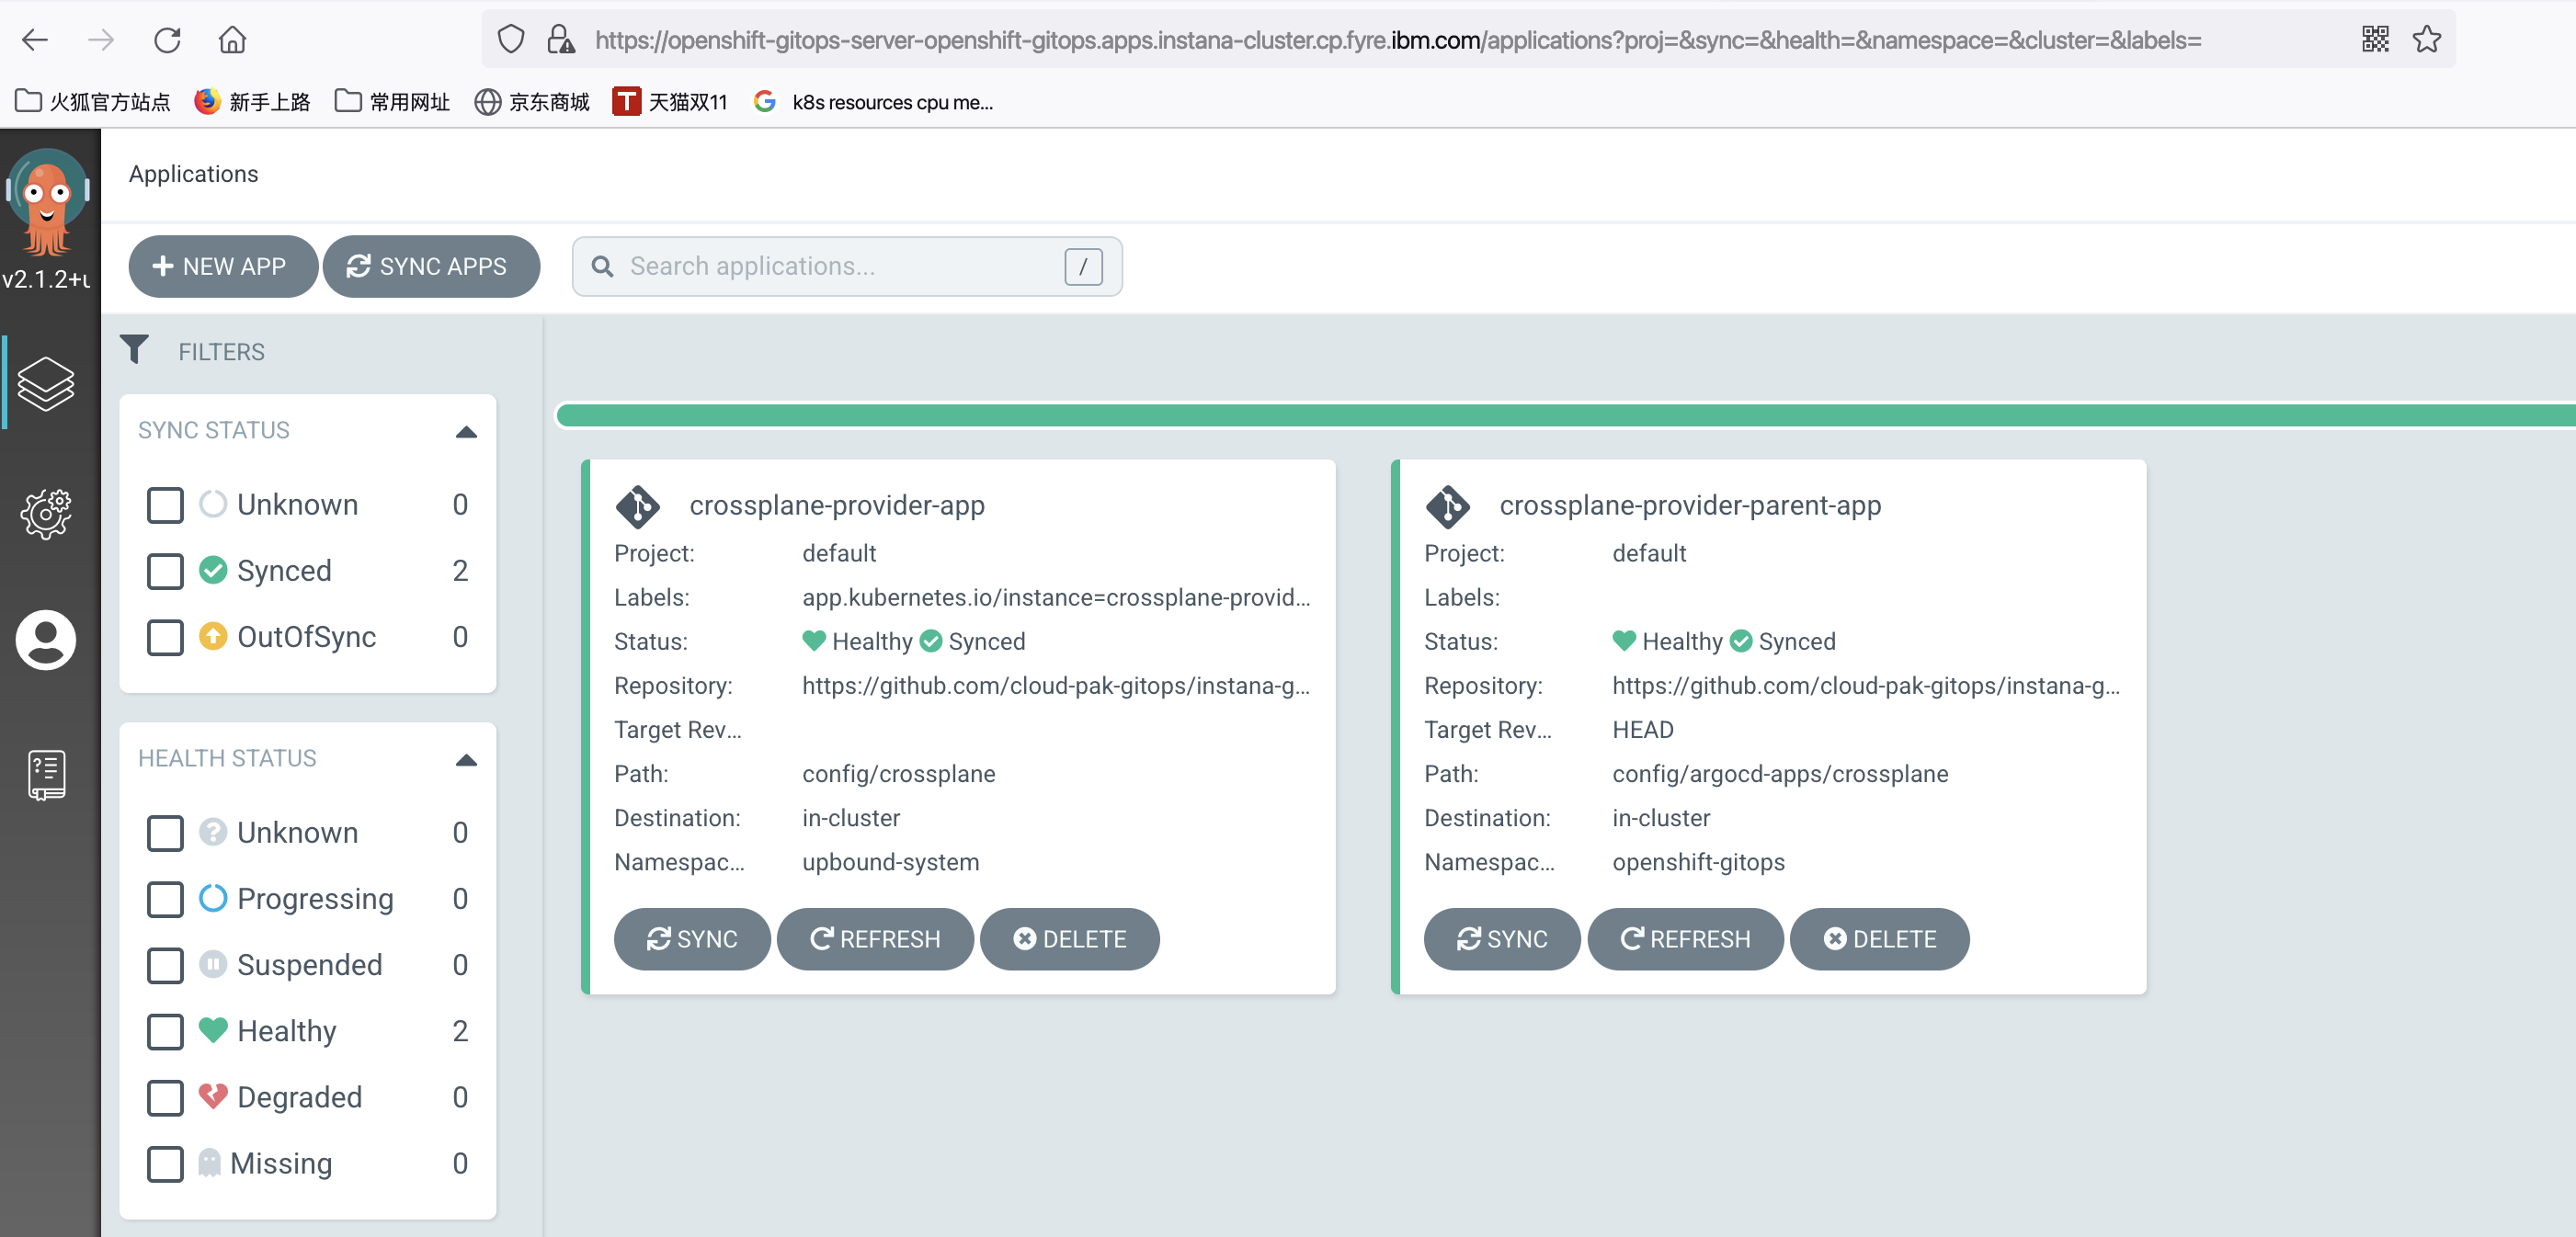 https://openshift-gitops-server-openshift-gitops.apps.instana-cluster.cp.fyre.ibm.com/applications?proj=&sync=&health=&namespace=&cluster=&labels=
火狐官方站点 新手上路 常用网址 京东商城 T 天猫双11 G k8s resources cpu me...
v2.1.2+u
Applications
NEW APP SYNC APPS Search applications... /
FILTERS
SYNC STATUS
Unknown 0
Synced 2
OutOfSync 0
HEALTH STATUS
Unknown 0
Progressing 0
Suspended 0
Healthy 2
Degraded 0
Missing 0
crossplane-provider-app
Project: default
Labels: app.kubernetes.io/instance=crossplane-provid...
Status: Healthy Synced
Repository: https://github.com/cloud-pak-gitops/instana-g...
Target Rev...
Path: config/crossplane
Destination: in-cluster
Namespac... upbound-system
SYNC REFRESH DELETE
crossplane-provider-parent-app
Project: default
Labels:
Status: Healthy Synced
Repository: https://github.com/cloud-pak-gitops/instana-g...
Target Rev... HEAD
Path: config/argocd-apps/crossplane
Destination: in-cluster
Namespac... openshift-gitops
SYNC REFRESH DELETE